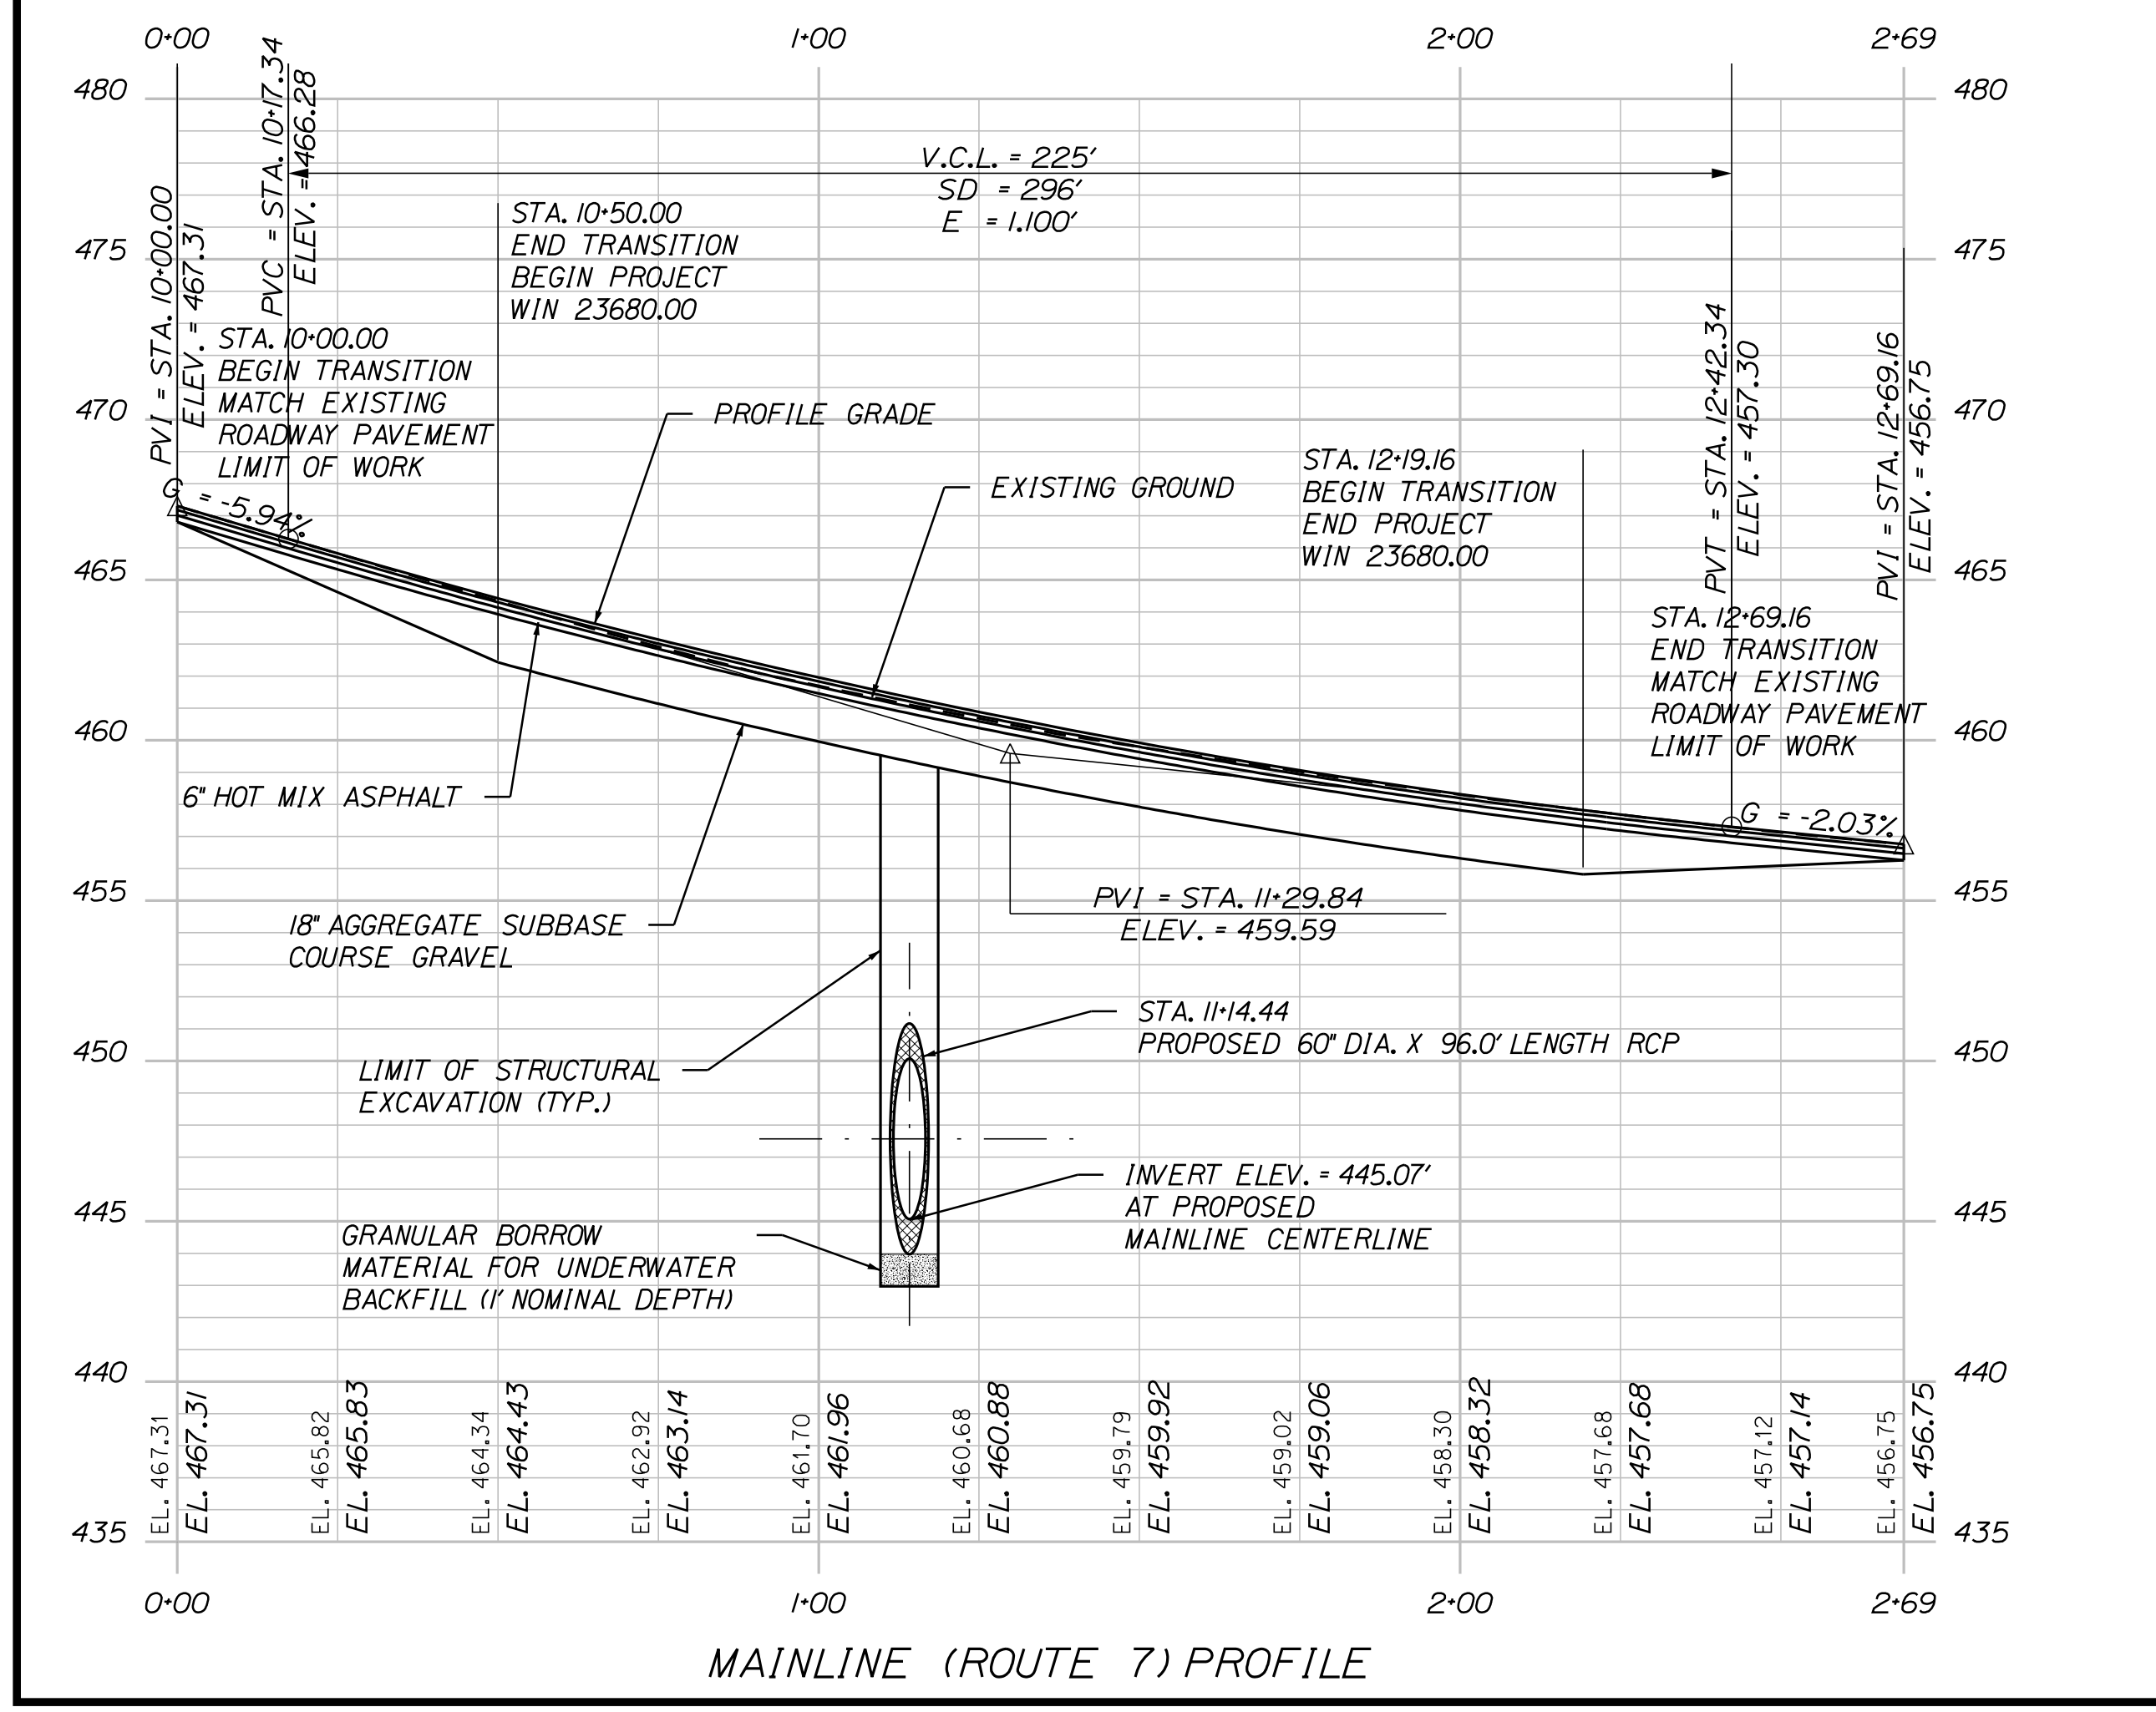 0+00
1+00
2+00
2+69
480
480
475
475
470
470
465
465
460
460
455
455
450
450
445
445
440
440
435
435
PVI = STA. 10+00.00
ELEV. = 467.31
PVC = STA. 10+17.34
ELEV. = 466.28
V.C.L. = 225'
SD = 296'
E = 1.100'
STA. 10+50.00
END TRANSITION
BEGIN PROJECT
WIN 23680.00
STA. 10+00.00
BEGIN TRANSITION
MATCH EXISTING
ROADWAY PAVEMENT
LIMIT OF WORK
G = -5.94%
PROFILE GRADE
EXISTING GROUND
STA. 12+19.16
BEGIN TRANSITION
END PROJECT
WIN 23680.00
PVT = STA. 12+42.34
ELEV. = 457.30
PVI = STA. 12+69.16
ELEV. = 456.75
STA. 12+69.16
END TRANSITION
MATCH EXISTING
ROADWAY PAVEMENT
LIMIT OF WORK
G = -2.03%
6" HOT MIX ASPHALT
18" AGGREGATE SUBBASE
COURSE GRAVEL
PVI = STA. 11+29.84
ELEV. = 459.59
STA. 11+14.44
PROPOSED 60" DIA. X 96.0' LENGTH RCP
LIMIT OF STRUCTURAL
EXCAVATION (TYP.)
INVERT ELEV. = 445.07'
AT PROPOSED
MAINLINE CENTERLINE
GRANULAR BORROW
MATERIAL FOR UNDERWATER
BACKFILL (1' NOMINAL DEPTH)
EL. 467.31
EL. 467.31
EL. 465.82
EL. 465.83
EL. 464.34
EL. 464.43
EL. 462.92
EL. 463.14
EL. 461.70
EL. 461.96
EL. 460.68
EL. 460.88
EL. 459.79
EL. 459.92
EL. 459.02
EL. 459.06
EL. 458.30
EL. 458.32
EL. 457.68
EL. 457.68
EL. 457.12
EL. 457.14
EL. 456.75
EL. 456.75
0+00
1+00
2+00
2+69
MAINLINE (ROUTE 7) PROFILE